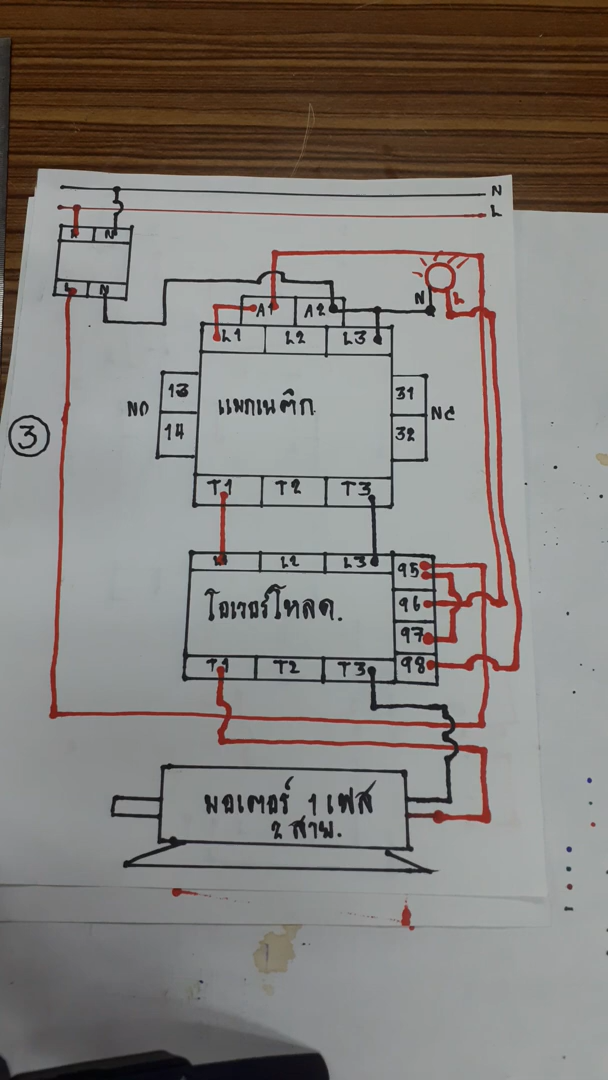 N
L
N N
L N
N L
A1 A2
L1 L2 L3
NO 13 14
แมกเนติก
31 32 NC
3
T1 T2 T3
L2 L3
95
96
97
98
โอเวอร์โหลด.
T1 T2 T3
มอเตอร์ 1 เฟส
2 สาย.